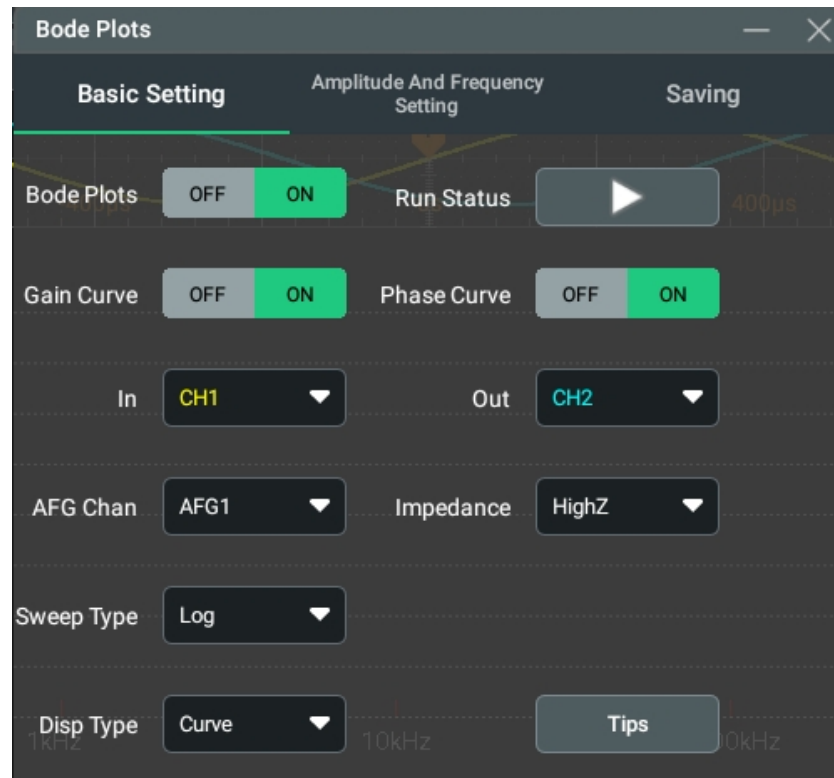 Bode Plots
Basic Setting
Amplitude And Frequency
Setting
Saving
Bode Plots OFF ON Run Status
400µs
Gain Curve OFF ON Phase Curve OFF ON
In CH1 Out CH2
AFG Chan AFG1 Impedance HighZ
Sweep Type Log
Disp Type Curve Tips
1kHz 10kHz